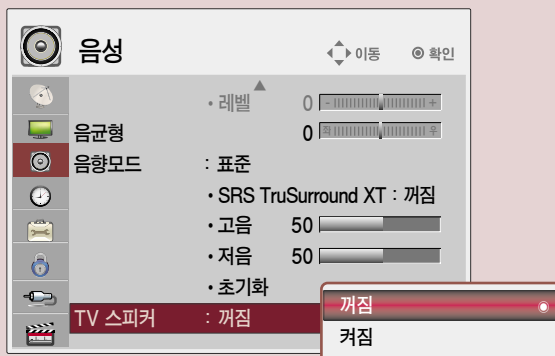 음성 이동 ◉ 확인
• 레벨 0 - +
음균형 0 좌 우
음향모드 : 표준
• SRS TruSurround XT : 꺼짐
• 고음 50
• 저음 50
• 초기화
TV 스피커 : 꺼짐
꺼짐 ◉
켜짐